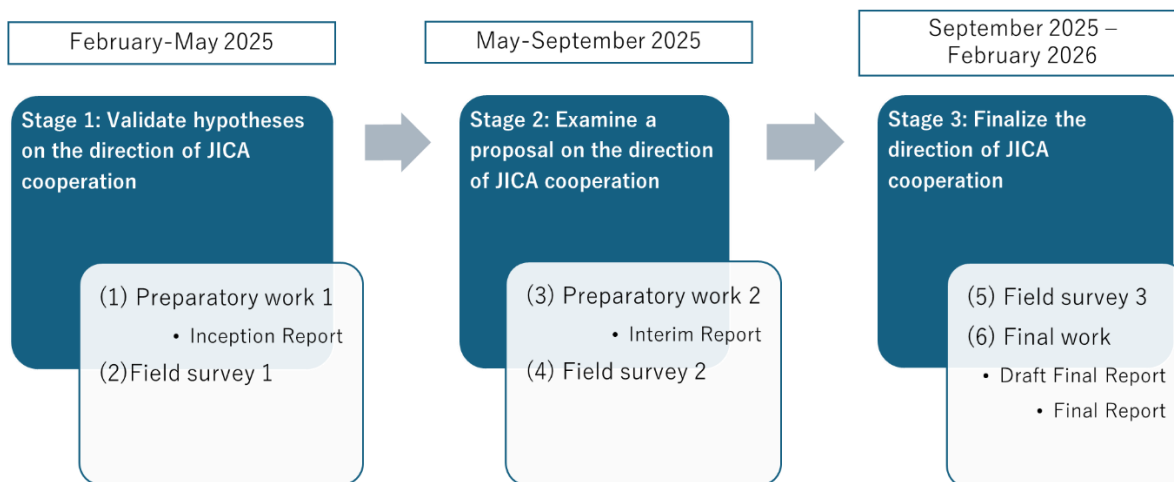 February-May 2025
Stage 1: Validate hypotheses
on the direction of JICA
cooperation
(1) Preparatory work 1
• Inception Report
(2)Field survey 1
May-September 2025
Stage 2: Examine a
proposal on the direction
of JICA cooperation
(3) Preparatory work 2
• Interim Report
(4) Field survey 2
September 2025 –
February 2026
Stage 3: Finalize the
direction of JICA
cooperation
(5) Field survey 3
(6) Final work
• Draft Final Report
• Final Report